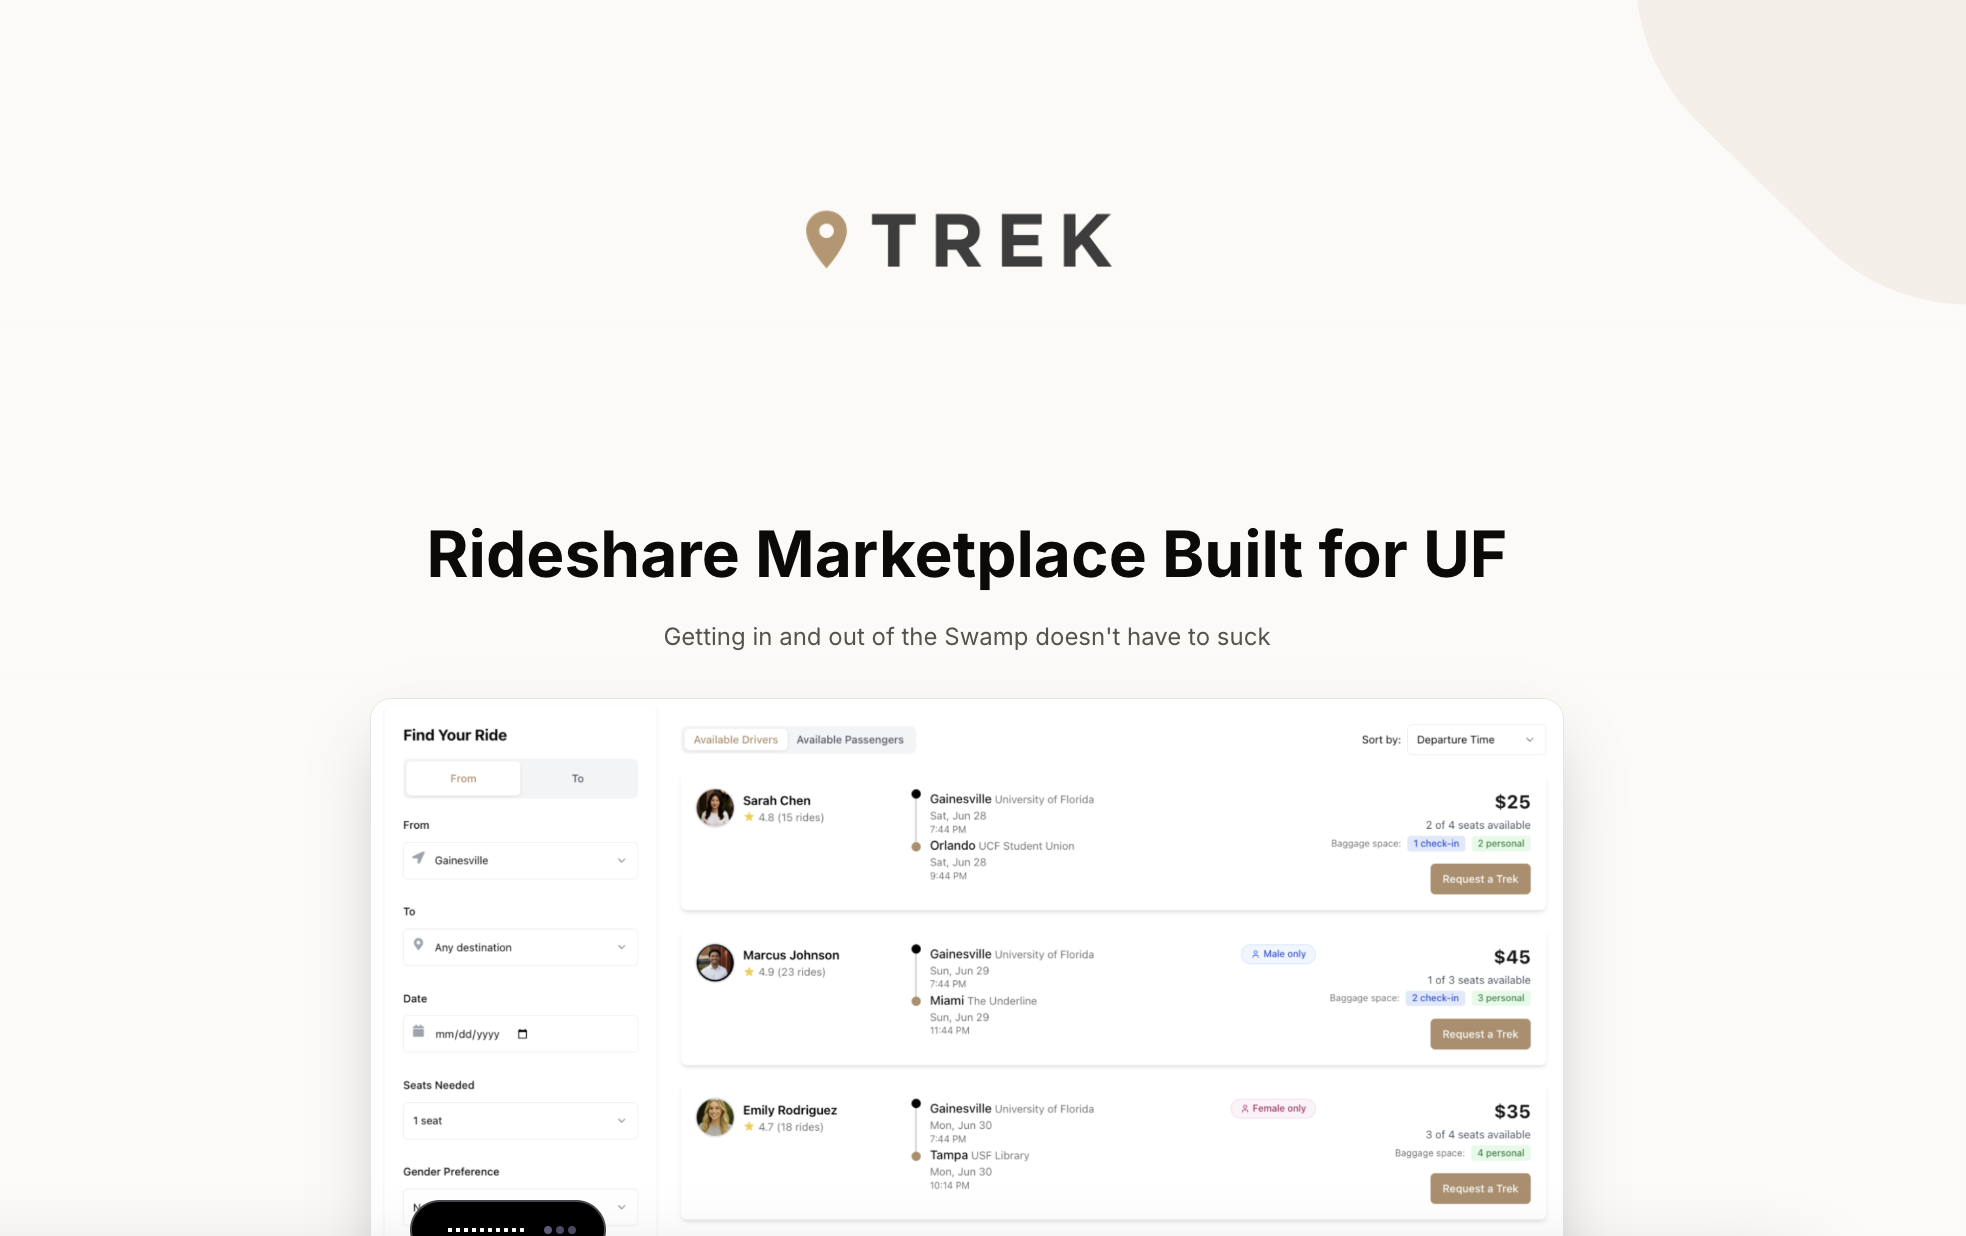 TREK
Rideshare Marketplace Built for UF
Getting in and out of the Swamp doesn't have to suck
Find Your Ride
From To
From
Gainesville
To
Any destination
Date
mm/dd/yyyy
Seats Needed
1 seat
Gender Preference
Available Drivers Available Passengers
Sort by: Departure Time
Sarah Chen
4.8 (15 rides)
Gainesville University of Florida
Sat, Jun 28
7:44 PM
Orlando UCF Student Union
Sat, Jun 28
9:44 PM
$25
2 of 4 seats available
Baggage space: 1 check-in 2 personal
Request a Trek
Marcus Johnson
4.9 (23 rides)
Gainesville University of Florida
Sun, Jun 29
7:44 PM
Miami The Underline
Sun, Jun 29
11:44 PM
Male only
$45
1 of 3 seats available
Baggage space: 2 check-in 3 personal
Request a Trek
Emily Rodriguez
4.7 (18 rides)
Gainesville University of Florida
Mon, Jun 30
7:44 PM
Tampa USF Library
Mon, Jun 30
10:14 PM
Female only
$35
3 of 4 seats available
Baggage space: 4 personal
Request a Trek